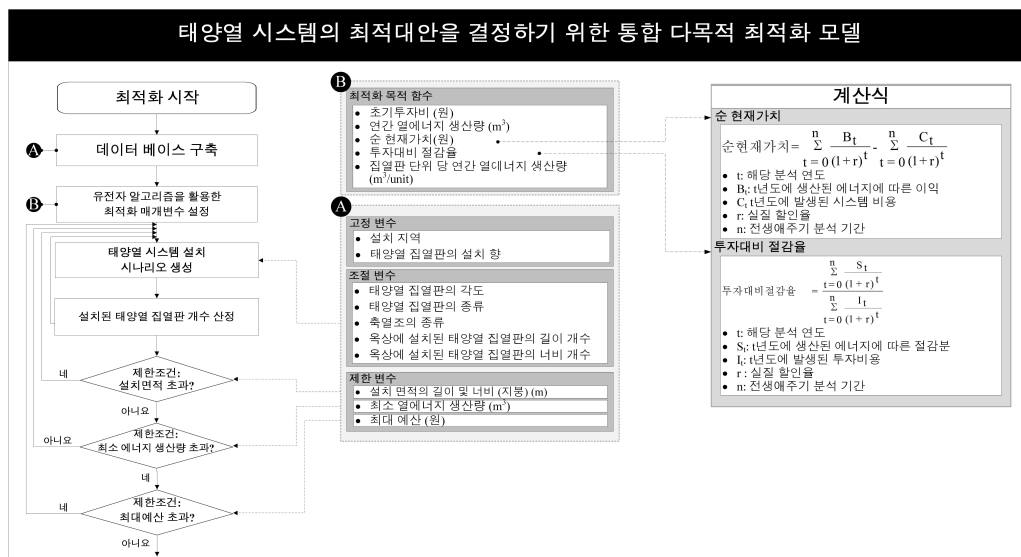 태양열 시스템의 최적대안을 결정하기 위한 통합 다목적 최적화 모델
최적화 시작
A
데이터 베이스 구축
B
유전자 알고리즘을 활용한
최적화 매개변수 설정
태양열 시스템 설치
시나리오 생성
설치된 태양열 집열판 개수 산정
네
제한조건:
설치면적 초과?
아니요
아니요
제한조건:
최소 에너지 생산량 초과?
네
네
제한조건:
최대예산 초과?
아니요
B
최적화 목적 함수
• 초기투자비 (원)
• 연간 열에너지 생산량 (m³)
• 순 현재가치(원)
• 투자대비 절감율
• 집열판 단위 당 연간 열에너지 생산량
(m³/unit)
A
고정 변수
• 설치 지역
• 태양열 집열판의 설치 향
조절 변수
• 태양열 집열판의 각도
• 태양열 집열판의 종류
• 축열조의 종류
• 옥상에 설치된 태양열 집열판의 길이 개수
• 옥상에 설치된 태양열 집열판의 너비 개수
제한 변수
• 설치 면적의 길이 및 너비 (지붕) (m)
• 최소 열에너지 생산량 (m³)
• 최대 예산 (원)
계산식
순 현재가치
순현재가치= n Σ t = 0 Bt (1+r)^t - n Σ t = 0 Ct (1+r)^t
• t: 해당 분석 연도
• Bt: t년도에 생산된 에너지에 따른 이익
• Ct t년도에 발생된 시스템 비용
• r: 실질 할인율
• n: 전생애주기 분석 기간
투자대비 절감율
투자대비절감율 = n Σ t = 0 St (1+r)^t
n Σ t = 0 It (1+r)^t
• t: 해당 분석 연도
• St: t년도에 생산된 에너지에 따른 절감분
• It: t년도에 발생된 투자비용
• r : 실질 할인율
• n: 전생애주기 분석 기간